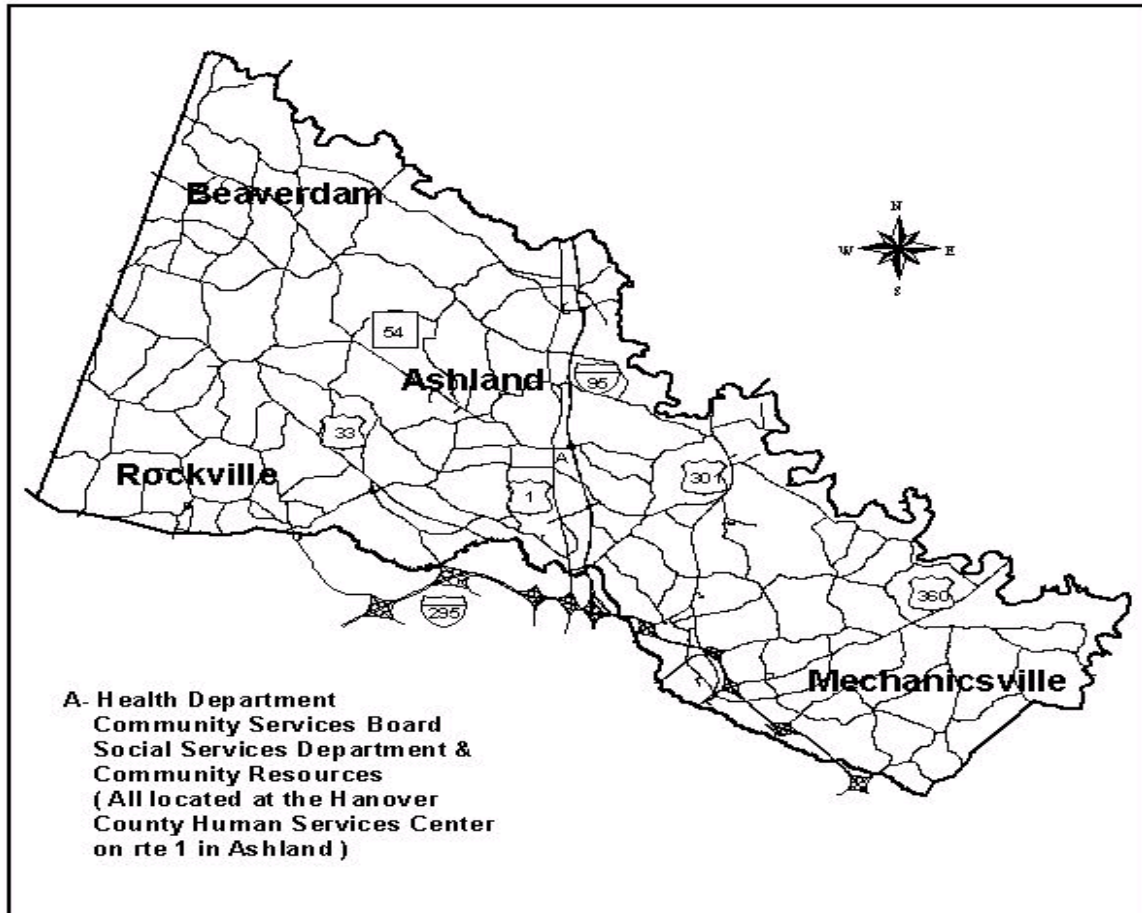 Beaverdam
N
W E
S
54
Ashland
95
33
Rockville
A
301
1
360
295
Mechanicsville
A- Health Department
Community Services Board
Social Services Department &
Community Resources
( All located at the Hanover
County Human Services Center
on rte 1 in Ashland )